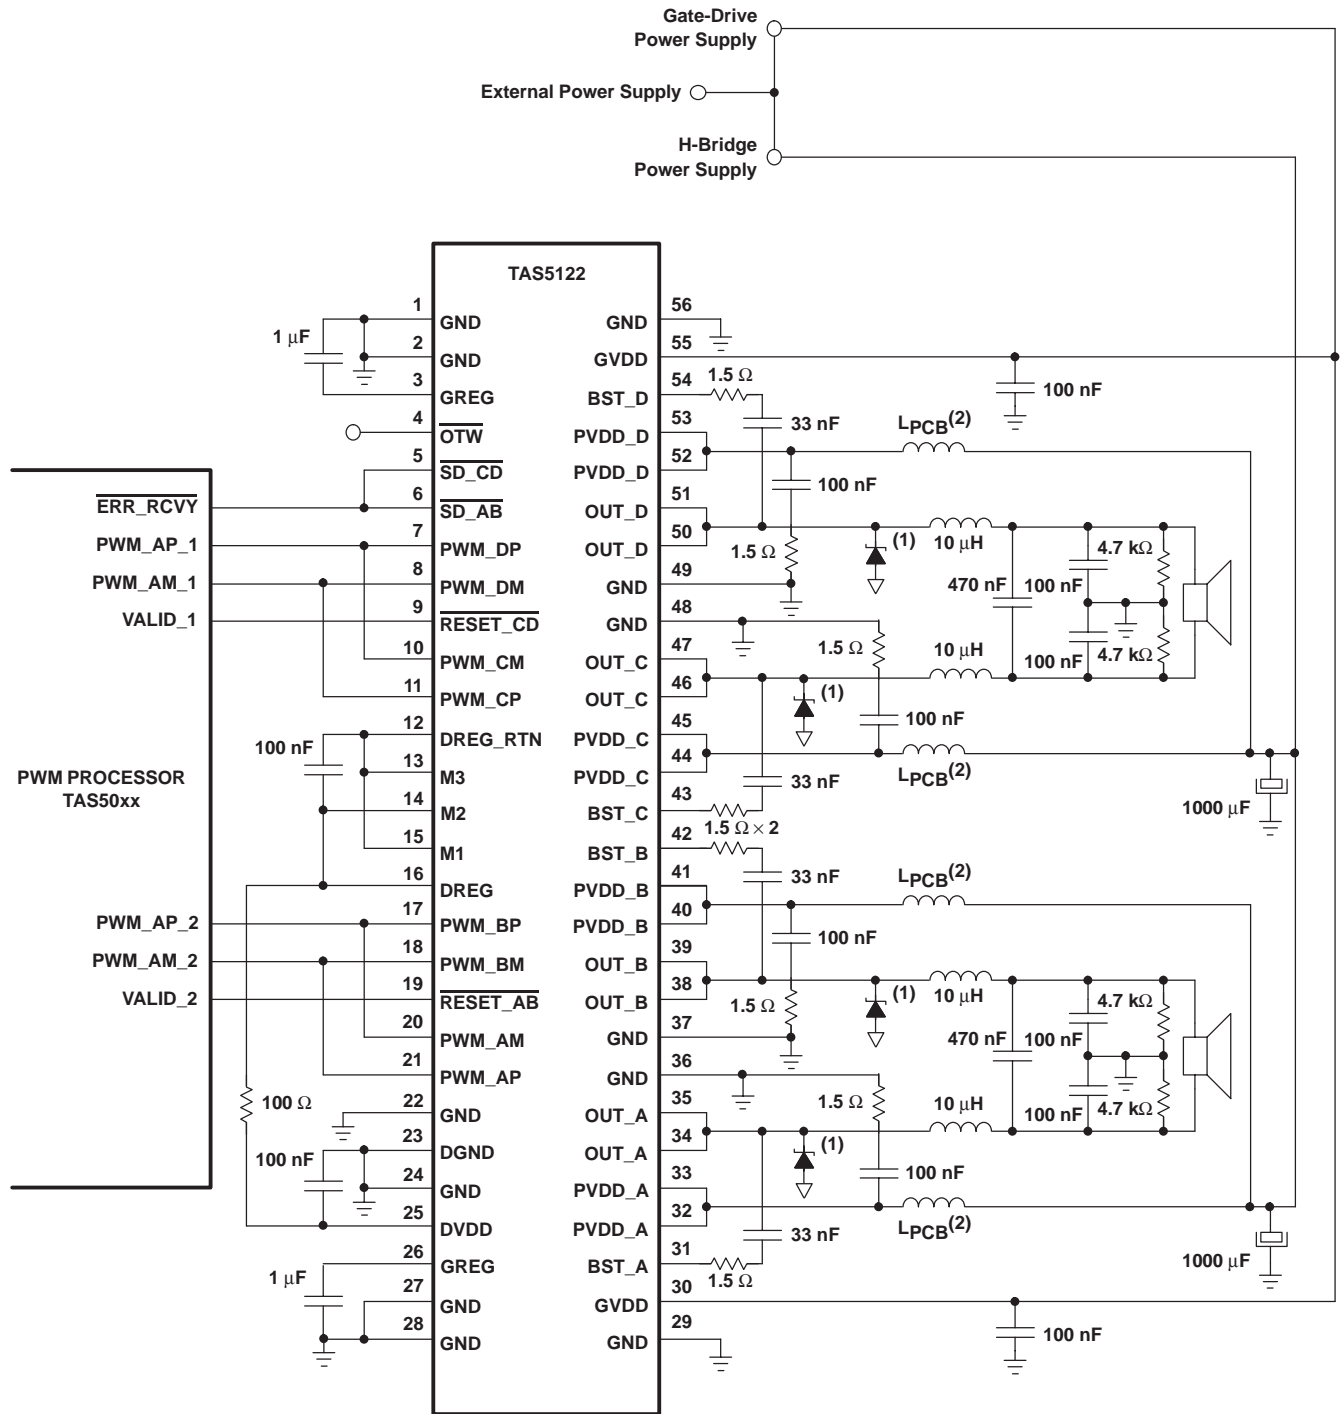 Gate-Drive
Power Supply
External Power Supply
H-Bridge
Power Supply
TAS5122
1
GND
2
GND
3
GREG
1 μF
4
OTW
5
SD_CD
6
SD_AB
7
PWM_DP
8
PWM_DM
9
RESET_CD
10
PWM_CM
11
PWM_CP
12
DREG_RTN
100 nF
13
M3
14
M2
15
M1
16
DREG
17
PWM_BP
18
PWM_BM
19
RESET_AB
20
PWM_AM
21
PWM_AP
100 Ω
22
GND
23
DGND
100 nF
24
GND
25
DVDD
26
GREG
1 μF
27
GND
28
GND
ERR_RCVY
PWM_AP_1
PWM_AM_1
VALID_1
PWM PROCESSOR
TAS50xx
PWM_AP_2
PWM_AM_2
VALID_2
56
GND
55
GVDD
54
BST_D
53
PVDD_D
52
PVDD_D
51
OUT_D
50
OUT_D
49
GND
48
GND
47
OUT_C
46
OUT_C
45
PVDD_C
44
PVDD_C
43
BST_C
42
BST_B
41
PVDD_B
40
PVDD_B
39
OUT_B
38
OUT_B
37
GND
36
GND
35
OUT_A
34
OUT_A
33
PVDD_A
32
PVDD_A
31
BST_A
30
GVDD
29
GND
1.5 Ω
100 nF
33 nF
LPCB(2)
100 nF
1.5 Ω
(1)
10 μH
4.7 kΩ
470 nF
100 nF
1.5 Ω
10 μH
100 nF
4.7 kΩ
(1)
100 nF
LPCB(2)
33 nF
1000 μF
1.5 Ω × 2
33 nF
LPCB(2)
100 nF
1.5 Ω
(1)
10 μH
4.7 kΩ
470 nF
100 nF
1.5 Ω
10 μH
100 nF
4.7 kΩ
(1)
100 nF
LPCB(2)
33 nF
1000 μF
1.5 Ω
100 nF